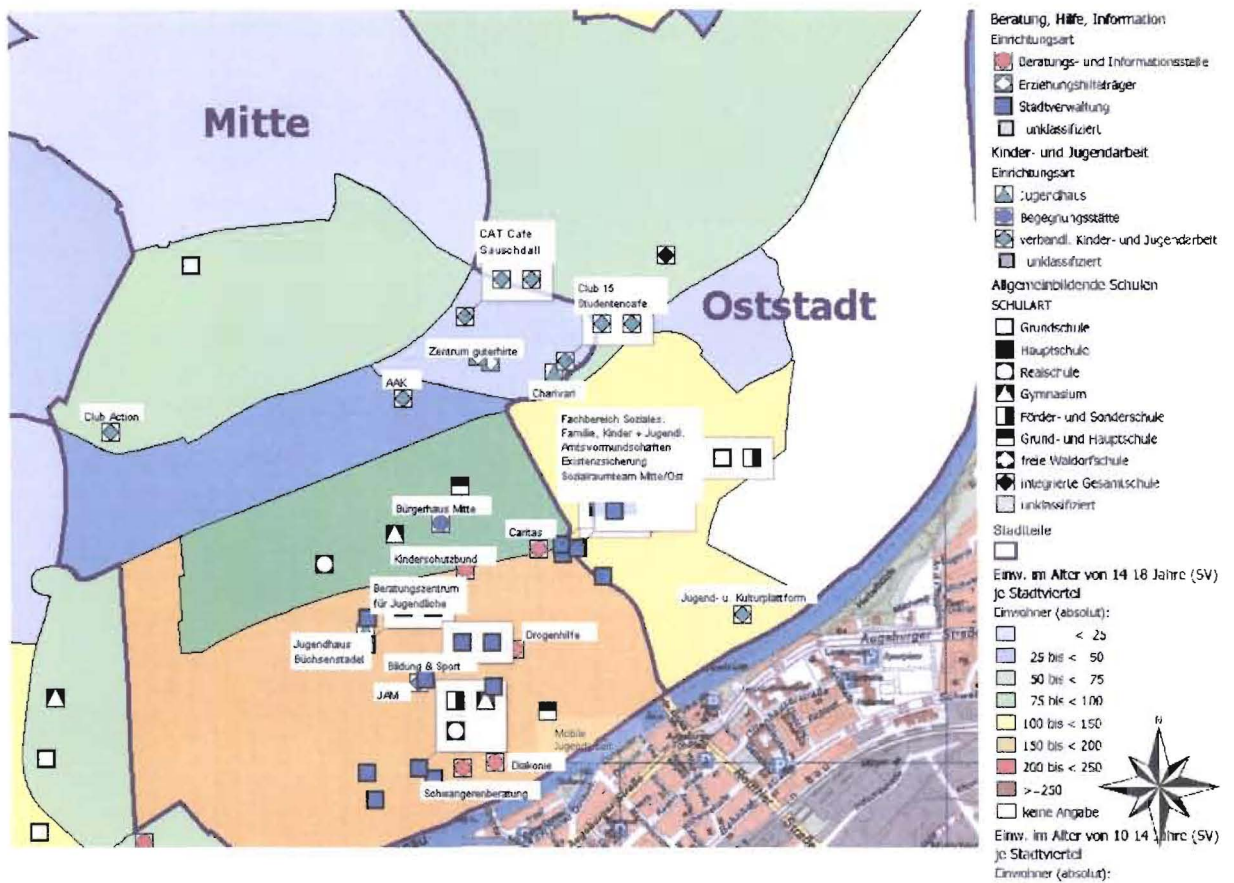 Mitte
Oststadt
CAT Cafe
Sauschdall
Club 15
Studentencafe
Zentrum guterhirte
AAK
Charivari
Club Action
Fachbereich Soziales.
Familie, Kinder + Jugendl.
Amtsvormundschaften
Existenzsicherung
Sozialraumteam Mitte/Ost
Bürgerhaus Mitte
Caritas
Kinderschutzbund
Beratungszentrum
für Jugendliche
Jugend- u. Kulturplattform
Jugendhaus
Büchsenstadel
Drogenhilfe
Bildung & Sport
JAM
Mobile
Diakonie
Schwangerenberatung
Augsburger
Beratung, Hilfe, Information
Einrichtungsart
Beratungs- und Informationsstelle
Erziehungshilfeträger
Stadtverwaltung
unklassifiziert
Kinder- und Jugendarbeit
Einrichtungsart
Jugendhaus
Begegnungsstätte
verbandl. Kinder- und Jugendarbeit
unklassifiziert
Allgemeinbildende Schulen
SCHULART
Grundschule
Hauptschule
Realschule
Gymnasium
Förder- und Sonderschule
Grund- und Hauptschule
freie Waldorfschule
integrierte Gesamtschule
unklassifiziert
Stadtteile
Einw. im Alter von 14 18 Jahre (SV)
je Stadtviertel
Einwohner (absolut):
< 25
25 bis < 50
50 bis < 75
75 bis < 100
100 bis < 150
150 bis < 200
200 bis < 250
>=250
keine Angabe
N
Einw. im Alter von 10 14 Jahre (SV)
je Stadtviertel
Einwohner (absolut):